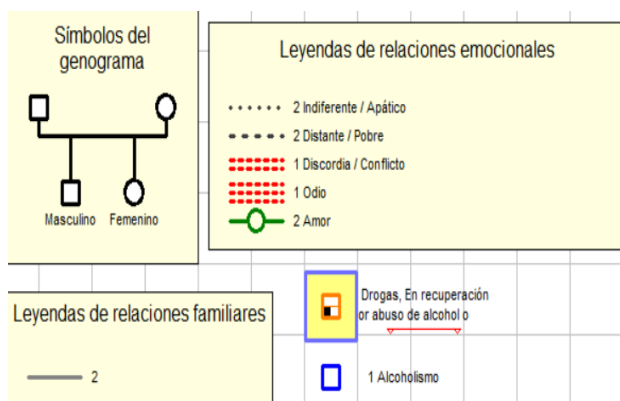 Símbolos del
genograma
Masculino Femenino
Leyendas de relaciones emocionales
2 Indiferente / Apático
2 Distante / Pobre
1 Discordia / Conflicto
1 Odio
2 Amor
Leyendas de relaciones familiares
2
Drogas, En recuperación
or abuso de alcohol o
1 Alcoholismo